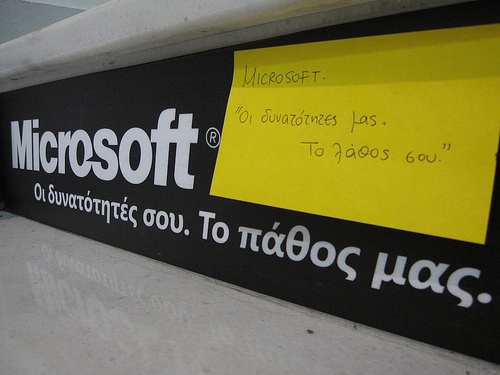 MICROSOFT.
"Οι δυνατότητες μας.
Το λάθος σου."
Microsoft®
Οι δυνατότητές σου. Το πάθος μας.